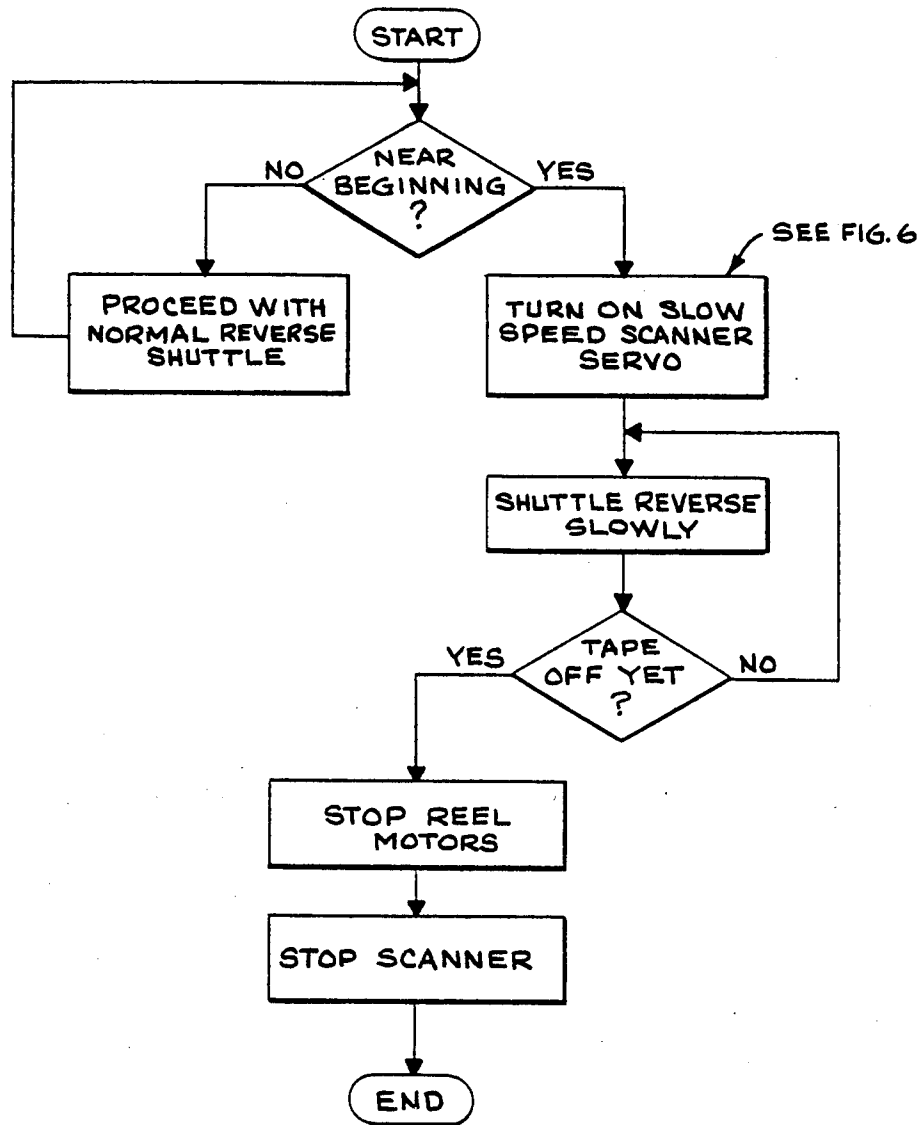 START
NEAR
BEGINNING
?
NO
YES
SEE FIG. 6
PROCEED WITH
NORMAL REVERSE
SHUTTLE
TURN ON SLOW
SPEED SCANNER
SERVO
SHUTTLE REVERSE
SLOWLY
TAPE
OFF YET
?
YES
NO
STOP REEL
MOTORS
STOP SCANNER
END